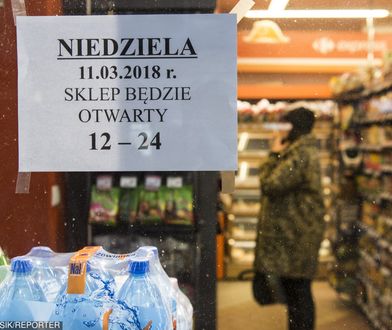 NIEDZIELA
11.03.2018 r.
SKLEP BĘDZIE
OTWARTY
12 – 24
Nał
SIK/REPORTER